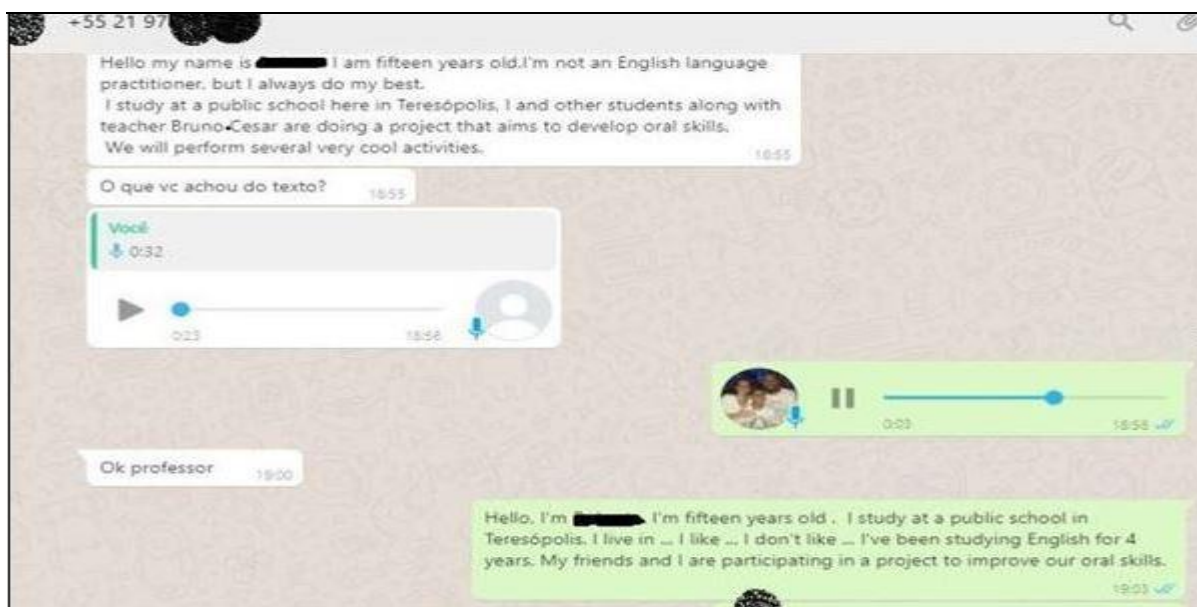 +55 21 97
Hello my name is I am fifteen years old.I'm not an English language
practitioner, but I always do my best.
I study at a public school here in Teresópolis, I and other students along with
teacher Bruno Cesar are doing a project that aims to develop oral skills.
We will perform several very cool activities.
18:55
O que vc achou do texto?
18:55
Você
0:32
0:23
18:56
0:03
18:58
Ok professor
19:00
Hello, I'm I'm fifteen years old . I study at a public school in
Teresópolis. I live in ... I like ... I don't like ... I've been studying English for 4
years. My friends and I are participating in a project to improve our oral skills.
19:03